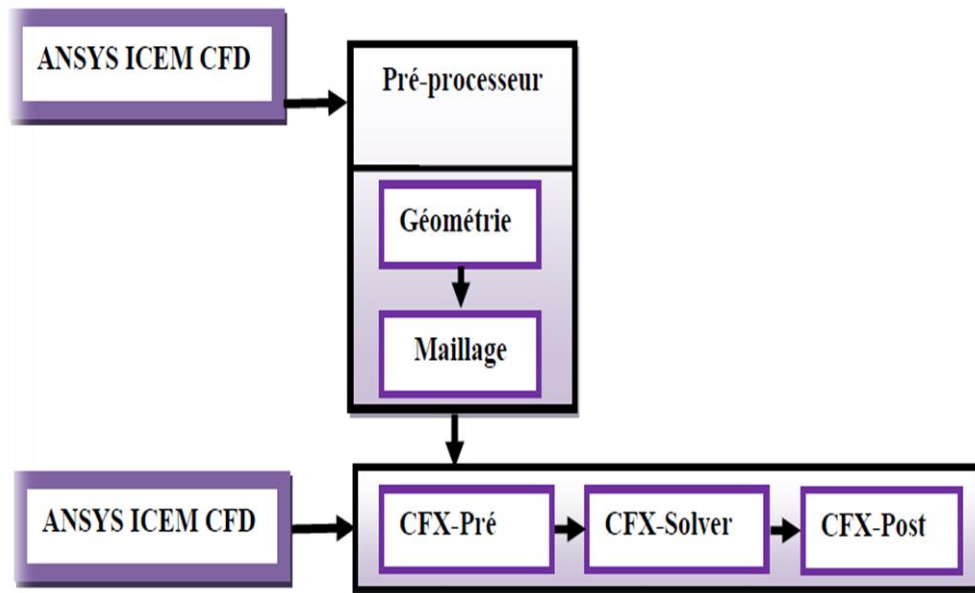 ANSYS ICEM CFD
Pré-processeur
Géométrie
Maillage
ANSYS ICEM CFD
CFX-Pré
CFX-Solver
CFX-Post